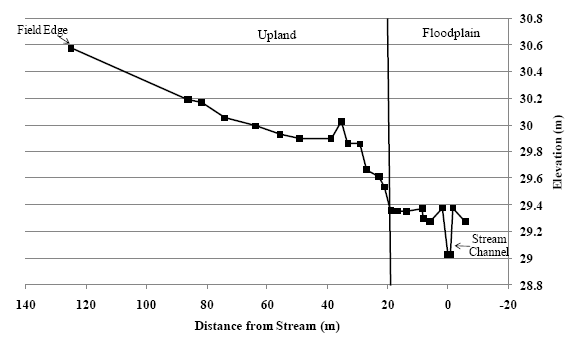 Field Edge
Upland
Floodplain
30.8
30.6
30.4
30.2
30
29.8
29.6
29.4
29.2
29
28.8
Elevation (m)
Stream
Channel
140 120 100 80 60 40 20 0 -20
Distance from Stream (m)